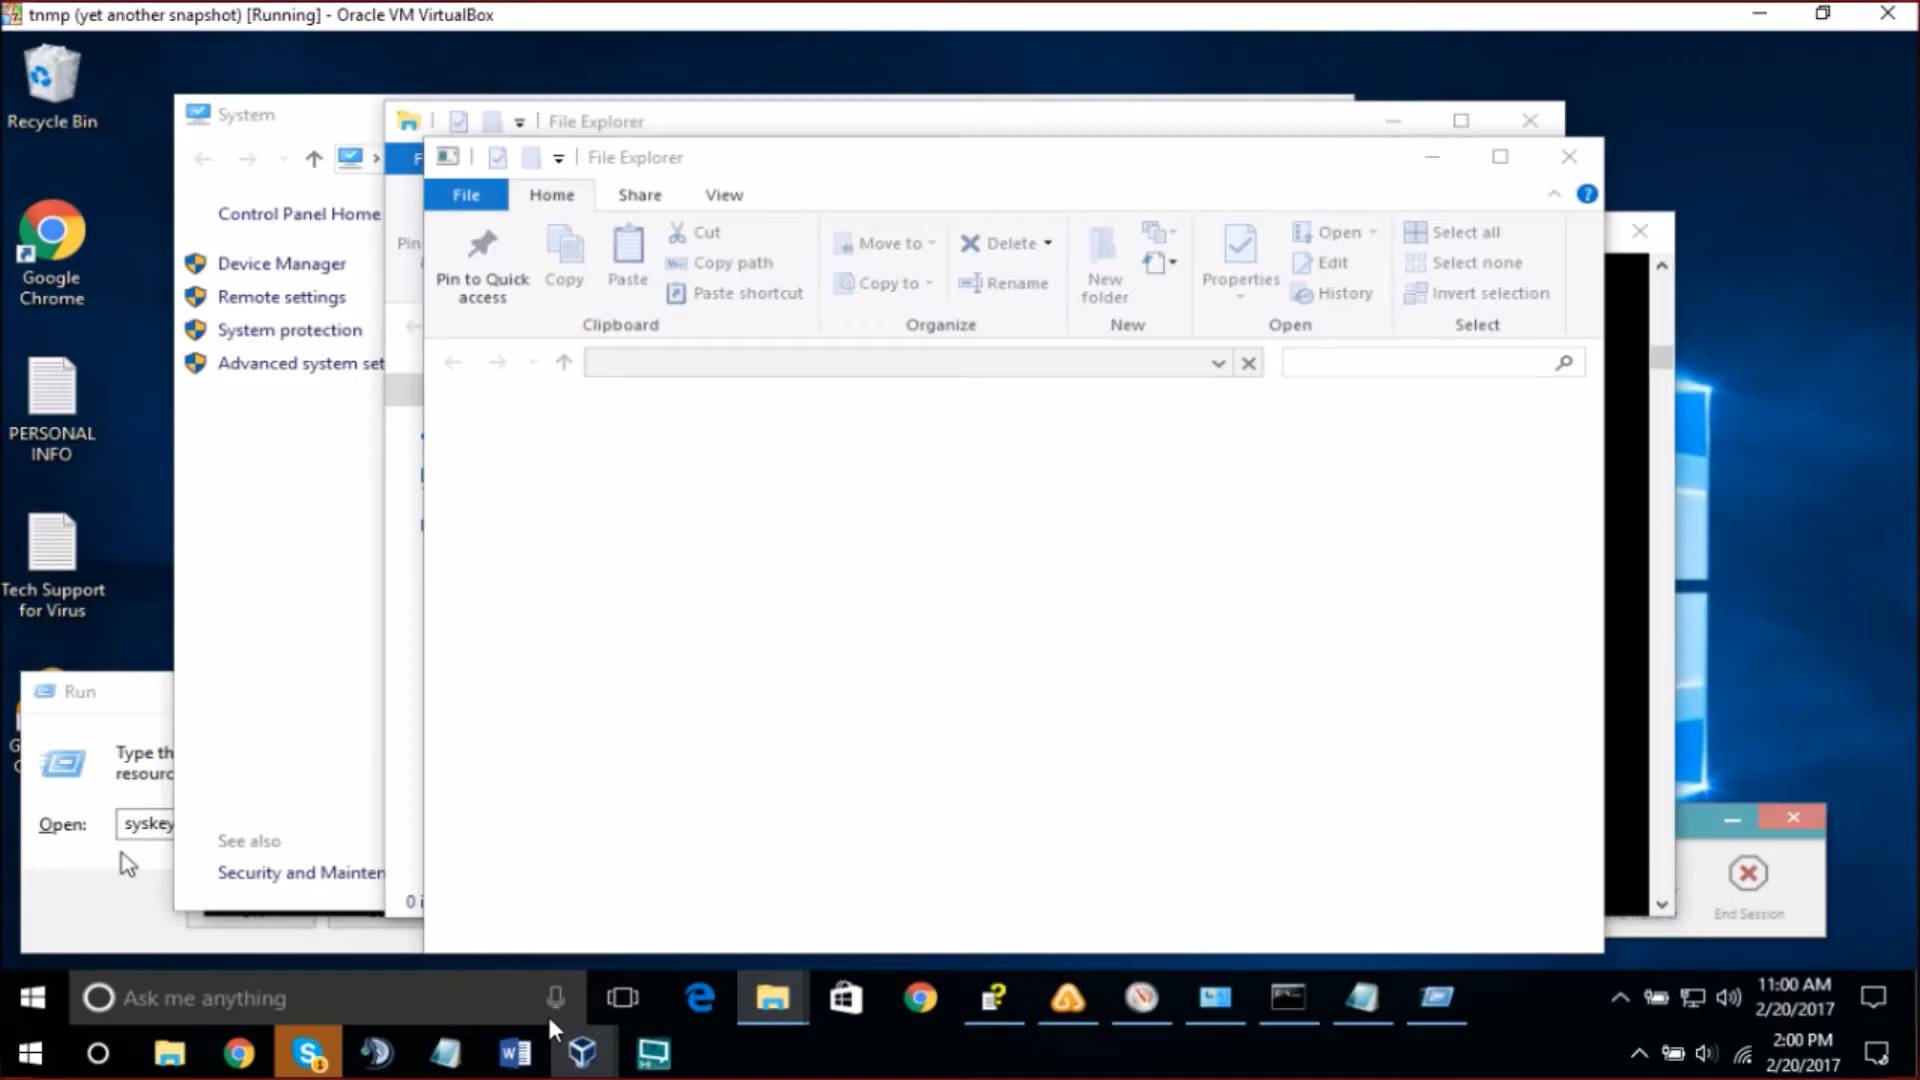 tnmp (yet another snapshot) [Running] - Oracle VM VirtualBox
Recycle Bin
Google
Chrome
PERSONAL
INFO
Tech Support
for Virus
System
Control Panel Home
Device Manager
Remote settings
System protection
Advanced system set
See also
Security and Mainten
File Explorer
F
Pin
0 i
File Explorer
File
Home
Share
View
Pin to Quick
access
Copy
Paste
Cut
Copy path
Paste shortcut
Clipboard
Move to
Copy to
Delete
Rename
Organize
New
folder
New
Properties
Open
Edit
History
Open
Select all
Select none
Invert selection
Select
Run
Type th
resourc
Open:
syskey
G
End Session
Ask me anything
11:00 AM
2/20/2017
2:00 PM
2/20/2017